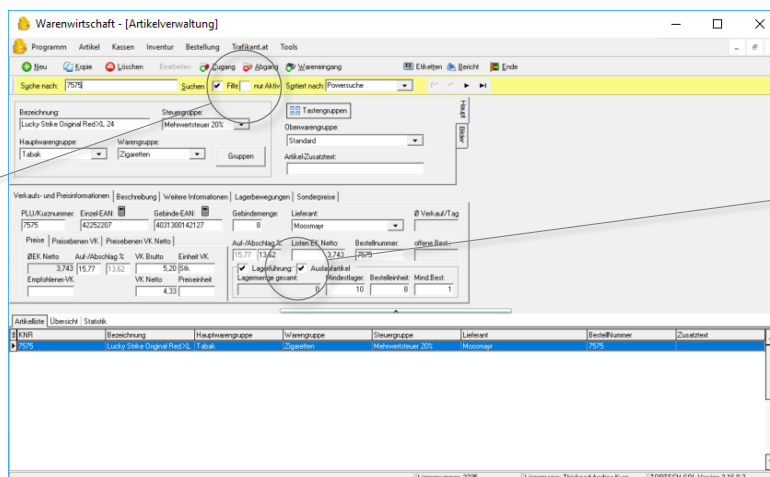 Warenwirtschaft - [Artikelverwaltung]
Programm Artikel Kassen Inventur Bestellung Trafikant.at Tools
Neu Kopie Löschen Bearbeiten Zugang Abgang Wareneingang Etiketten Bericht Ende
Suche nach: 7575 Suchen Filte nur Aktiv Sortiert nach: Powersuche
Bezeichnung: Steuergruppe: Tastengruppen
Lucky Strike Original Red XL 24 Mehrwertsteuer 20% Oberwarengruppe:
Hauptwarengruppe: Warengruppe: Standard
Tabak Zigaretten Gruppen Artikel-Zusatztext:
Haupt
Bilder
Verkaufs- und Preisinformationen Beschreibung Weitere Informationen Lagerbewegungen Sonderpreise
PLU/Kurznummer: Einzel-EAN: Gebinde-EAN: Gebindemenge: Lieferant: Ø Verkauf/Tag
7575 42252207 4031300142127 8 Moosmayr
Preise Preisebenen VK Preisebenen VK Netto Auf-/Abschlag % Listen EK Netto: Bestellnummer: offene Best.:
ØEK Netto Auf-/Abschlag % VK Brutto Einheit VK 15,77 13,62 3,743 7575
3,743 15,77 13,62 5,20 Stk Lagerführung: Auslaufartikel
Empfohlener-VK VK Netto Preiseinheit Lagermenge gesamt: Mindestlager: Bestelleinheit: Mind.Best:
4,33 0 10 8 1
Artikelliste Übersicht Statistik
KNR Bezeichnung Hauptwarengruppe Warengruppe Steuergruppe Lieferant BestellNummer Zusatztext
7575 Lucky Strike Original Red XL Tabak Zigaretten Mehrwertsteuer 20% Moosmayr 7575